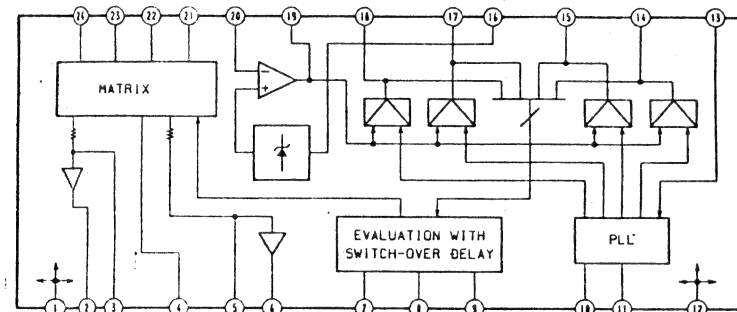 24 23 22 21 20 19 18 17 16 15 14 13
MATRIX
−
+
EVALUATION WITH
SWITCH-OVER DELAY
PLL
1 2 3 4 5 6 7 8 9 10 11 12